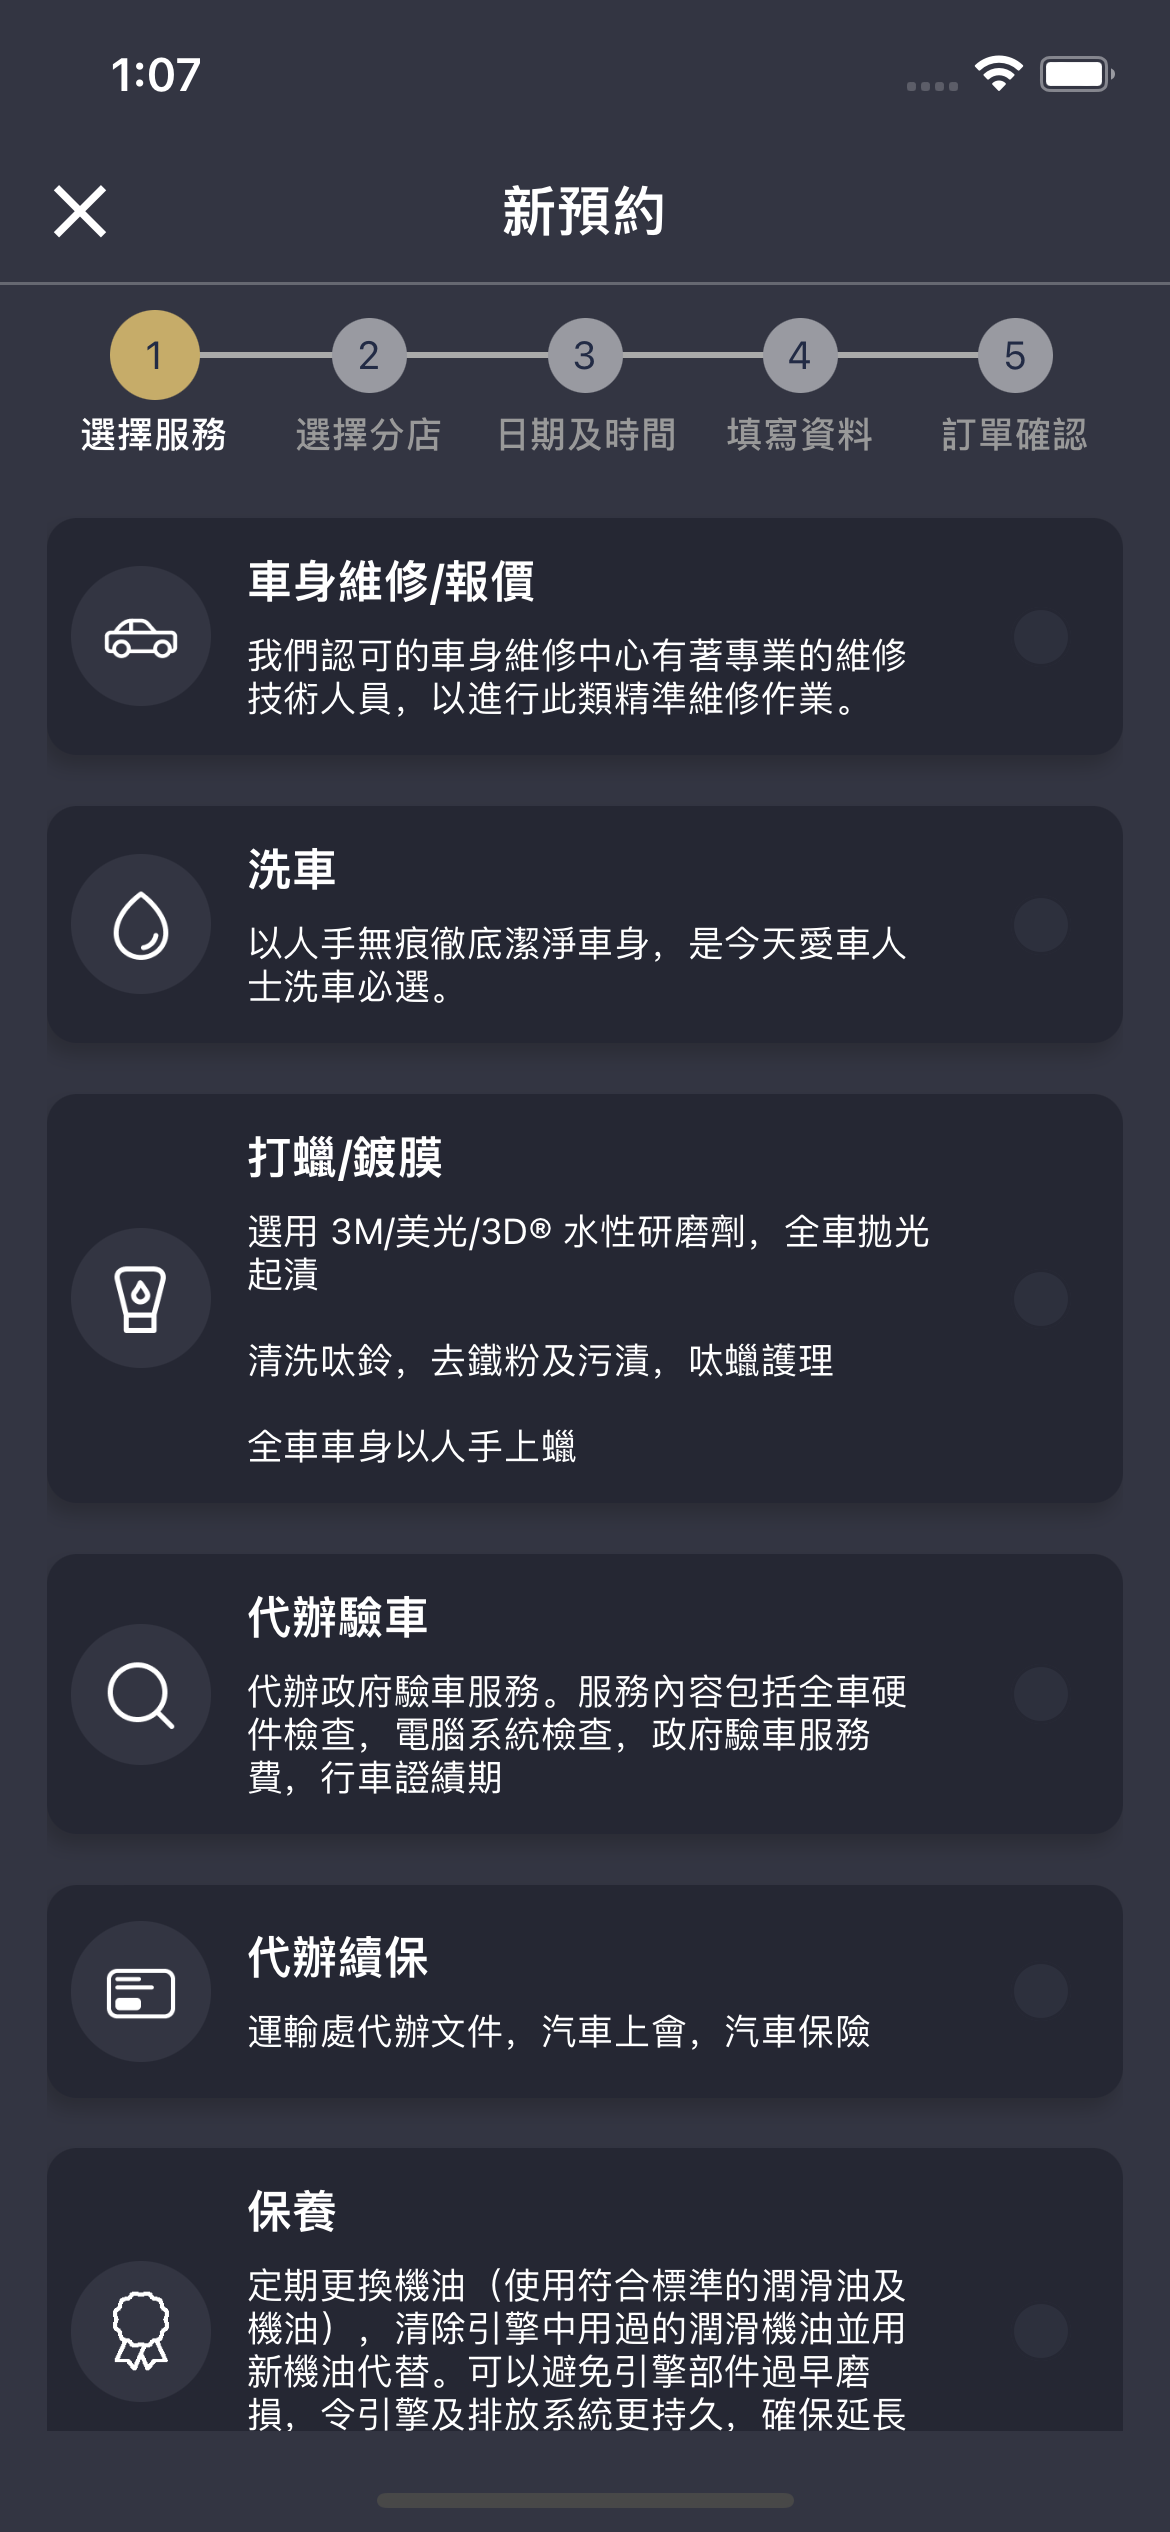 1:07
新預約
1
2
3
4
5
選擇服務
選擇分店
日期及時間
填寫資料
訂單確認
車身維修/報價
我們認可的車身維修中心有著專業的維修
技術人員，以進行此類精準維修作業。
洗車
以人手無痕徹底潔淨車身，是今天愛車人
士洗車必選。
打蠟/鍍膜
選用 3M/美光/3D® 水性研磨劑，全車拋光
起漬
清洗呔鈴，去鐵粉及污漬，呔蠟護理
全車車身以人手上蠟
代辦驗車
代辦政府驗車服務。服務內容包括全車硬
件檢查，電腦系統檢查，政府驗車服務
費，行車證績期
代辦續保
運輸處代辦文件，汽車上會，汽車保險
保養
定期更換機油（使用符合標準的潤滑油及
機油），清除引擎中用過的潤滑機油並用
新機油代替。可以避免引擎部件過早磨
損，令引擎及排放系統更持久，確保延長